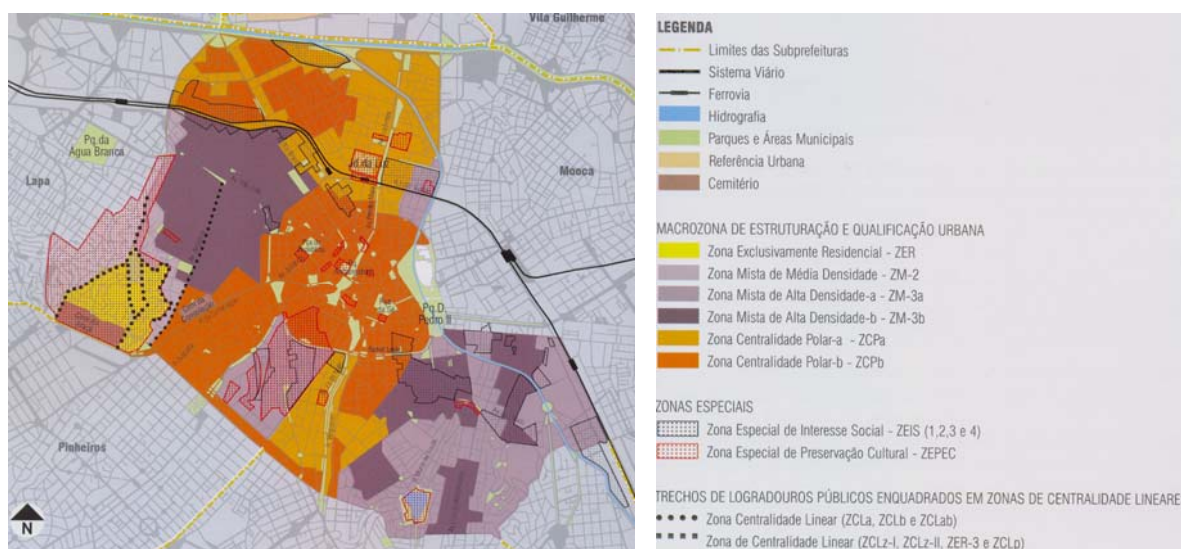 Vila Guilherme
Pq.da
Água Branca
Lapa
Jd.da Luz
Mooca
Pq.D.
Pedro II
Pinheiros
N
LEGENDA
Limites das Subprefeituras
Sistema Viário
Ferrovia
Hidrografia
Parques e Áreas Municipais
Referência Urbana
Cemitério
MACROZONA DE ESTRUTURAÇÃO E QUALIFICAÇÃO URBANA
Zona Exclusivamente Residencial - ZER
Zona Mista de Média Densidade - ZM-2
Zona Mista de Alta Densidade-a - ZM-3a
Zona Mista de Alta Densidade-b - ZM-3b
Zona Centralidade Polar-a - ZCPa
Zona Centralidade Polar-b - ZCPb
ZONAS ESPECIAIS
Zona Especial de Interesse Social - ZEIS (1,2,3 e 4)
Zona Especial de Preservação Cultural - ZEPEC
TRECHOS DE LOGRADOUROS PÚBLICOS ENQUADRADOS EM ZONAS DE CENTRALIDADE LINEARE
Zona Centralidade Linear (ZCLa, ZCLb e ZCLab)
Zona de Centralidade Linear (ZCLz-I, ZCLz-II, ZER-3 e ZCLp)